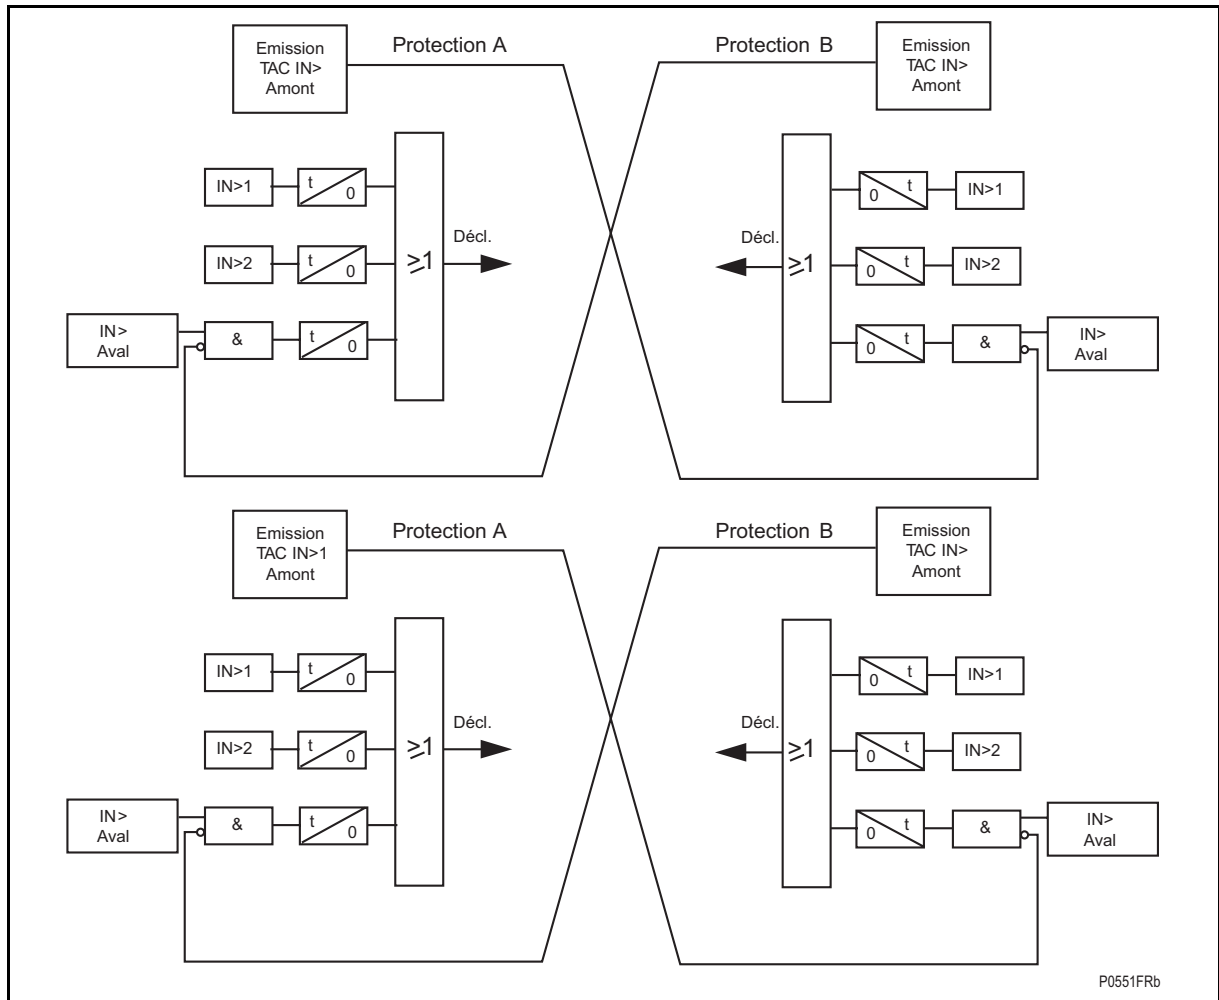 Emission
TAC IN>
Amont
Protection A
Protection B
Emission
TAC IN>
Amont
IN>1
t
0
0
t
IN>1
IN>2
t
0
≥1
Décl.
Décl.
≥1
0
t
IN>2
IN>
Aval
&
t
0
0
t
&
IN>
Aval
Emission
TAC IN>1
Amont
Protection A
Protection B
Emission
TAC IN>
Amont
IN>1
t
0
0
t
IN>1
IN>2
t
0
≥1
Décl.
Décl.
≥1
0
t
IN>2
IN>
Aval
&
t
0
0
t
&
IN>
Aval
P0551FRb